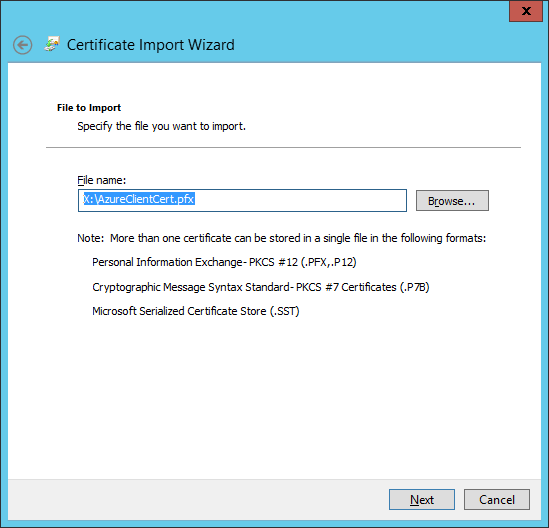 x
Certificate Import Wizard
File to Import
Specify the file you want to import.
File name:
X:\AzureClientCert.pfx
Browse...
Note: More than one certificate can be stored in a single file in the following formats:
Personal Information Exchange- PKCS #12 (.PFX,.P12)
Cryptographic Message Syntax Standard- PKCS #7 Certificates (.P7B)
Microsoft Serialized Certificate Store (.SST)
Next
Cancel